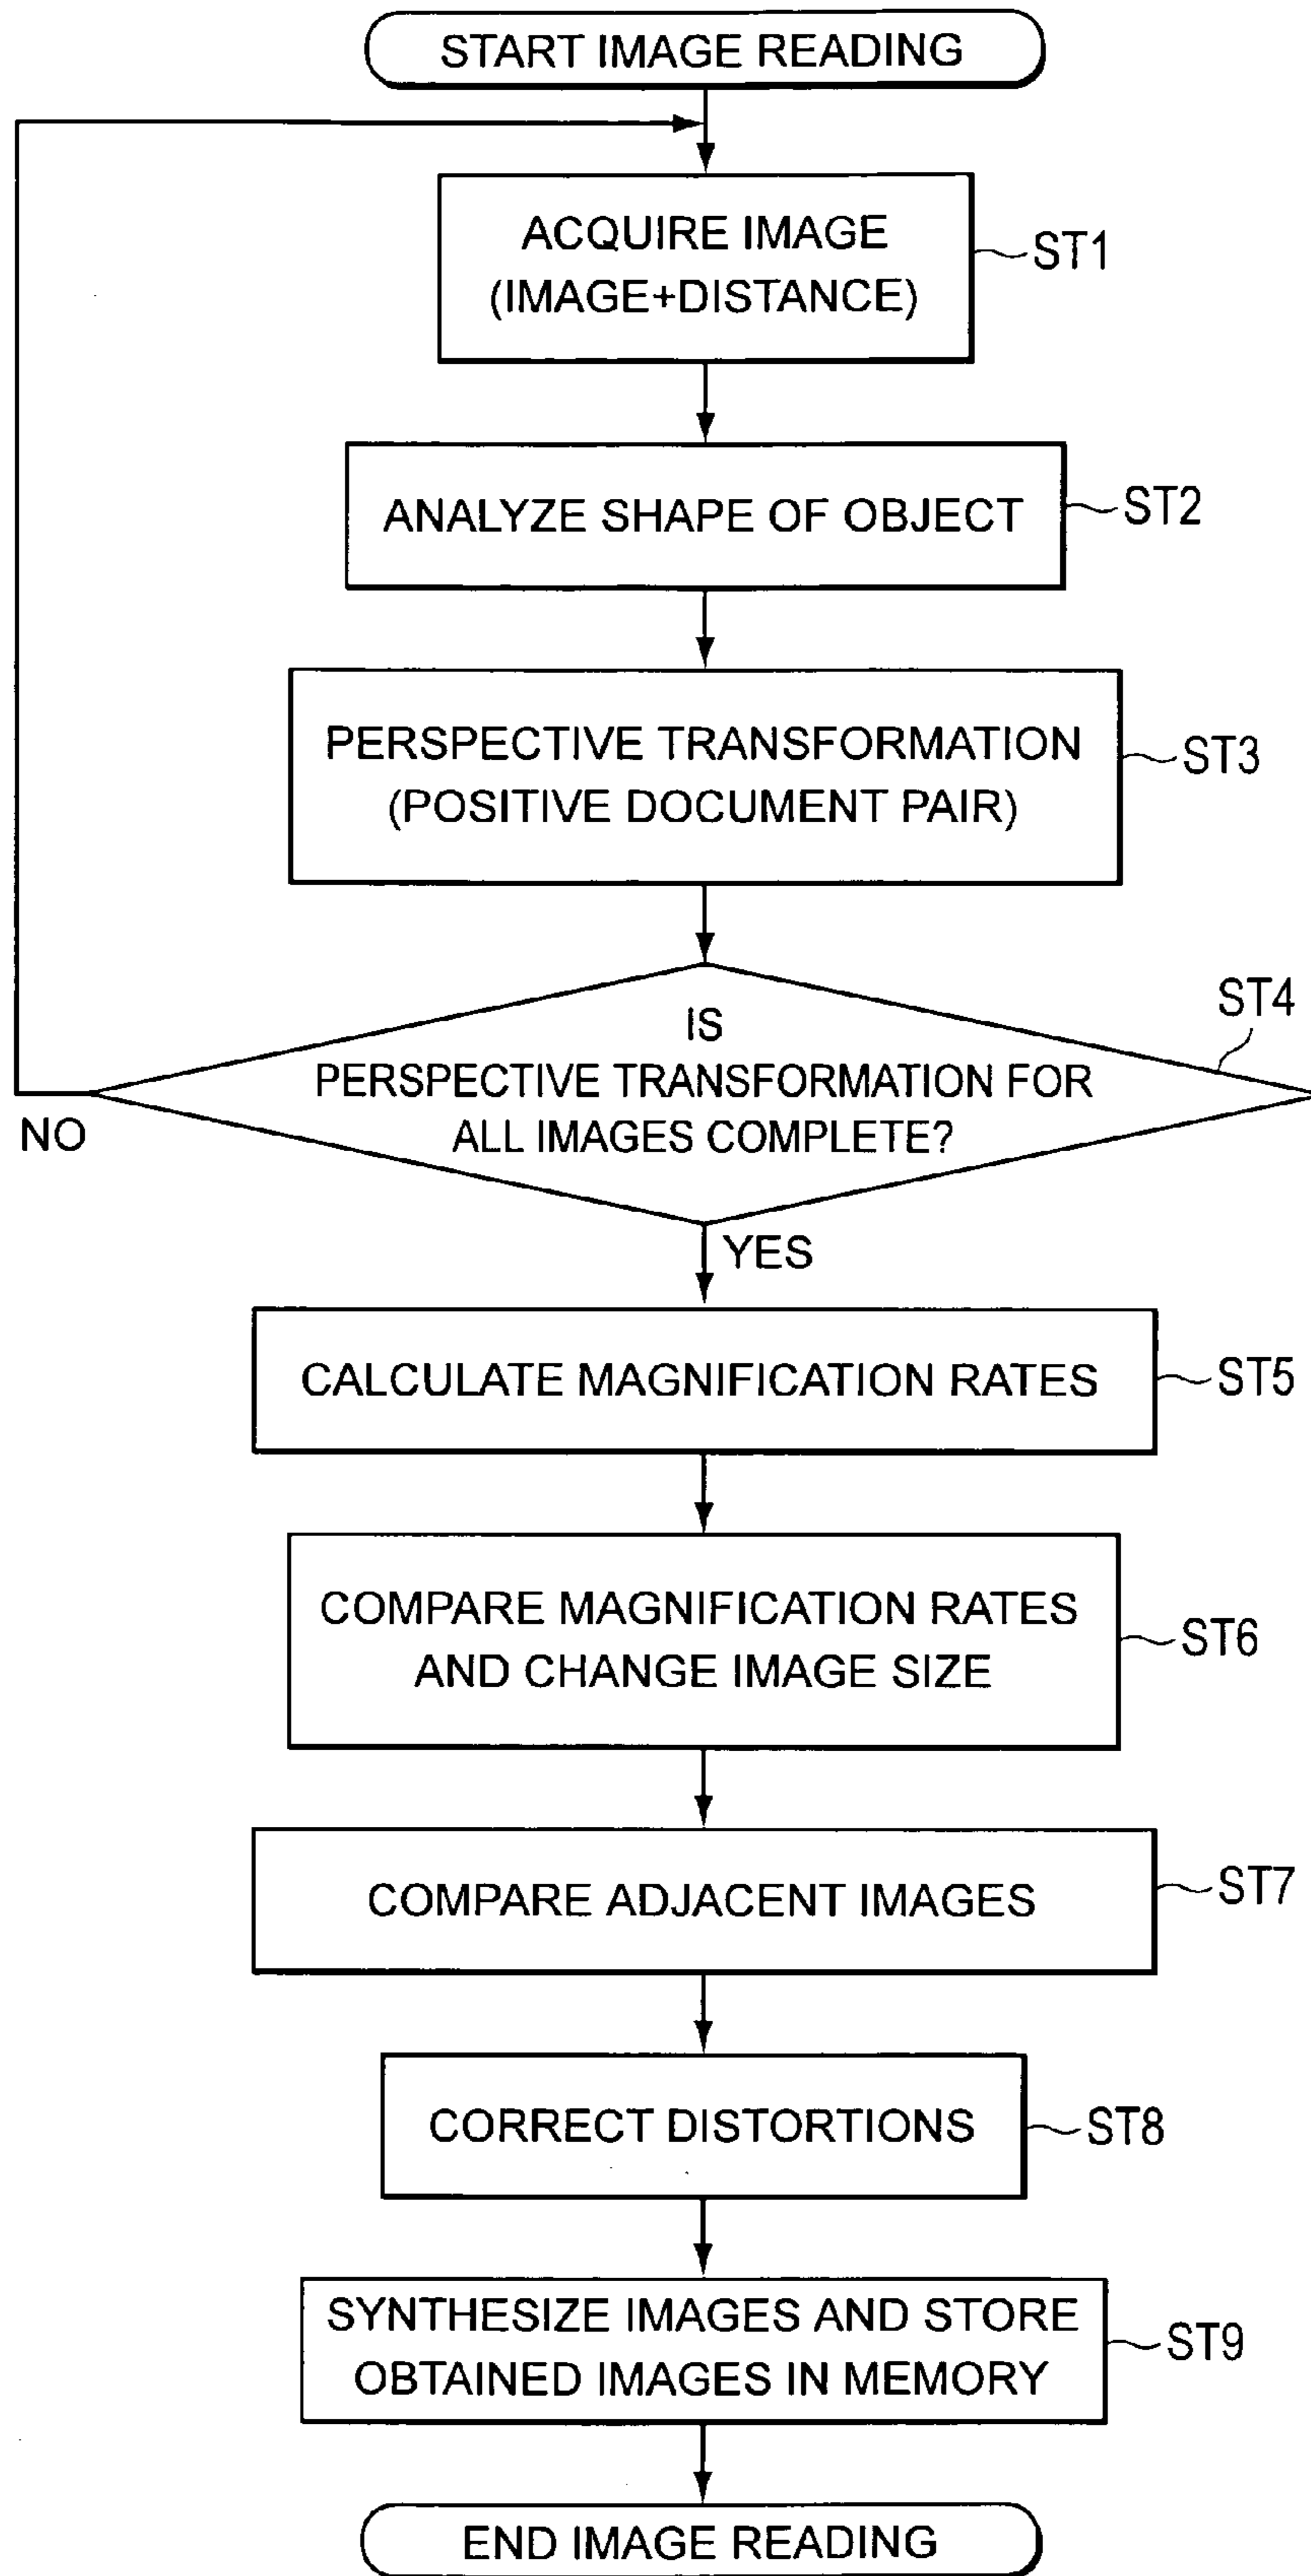 START IMAGE READING
ACQUIRE IMAGE
(IMAGE+DISTANCE)
ST1
ANALYZE SHAPE OF OBJECT
ST2
PERSPECTIVE TRANSFORMATION
(POSITIVE DOCUMENT PAIR)
ST3
ST4
IS
PERSPECTIVE TRANSFORMATION FOR
ALL IMAGES COMPLETE?
NO
YES
CALCULATE MAGNIFICATION RATES
ST5
COMPARE MAGNIFICATION RATES
AND CHANGE IMAGE SIZE
ST6
COMPARE ADJACENT IMAGES
ST7
CORRECT DISTORTIONS
ST8
SYNTHESIZE IMAGES AND STORE
OBTAINED IMAGES IN MEMORY
ST9
END IMAGE READING